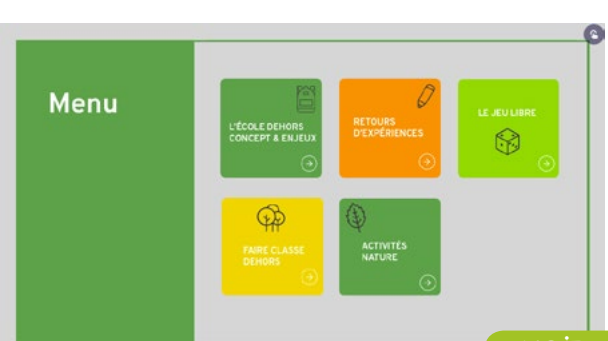 Menu
L'ÉCOLE DEHORS
CONCEPT & ENJEUX
RETOURS
D'EXPÉRIENCES
LE JEU LIBRE
FAIRE CLASSE
DEHORS
ACTIVITÉS
NATURE